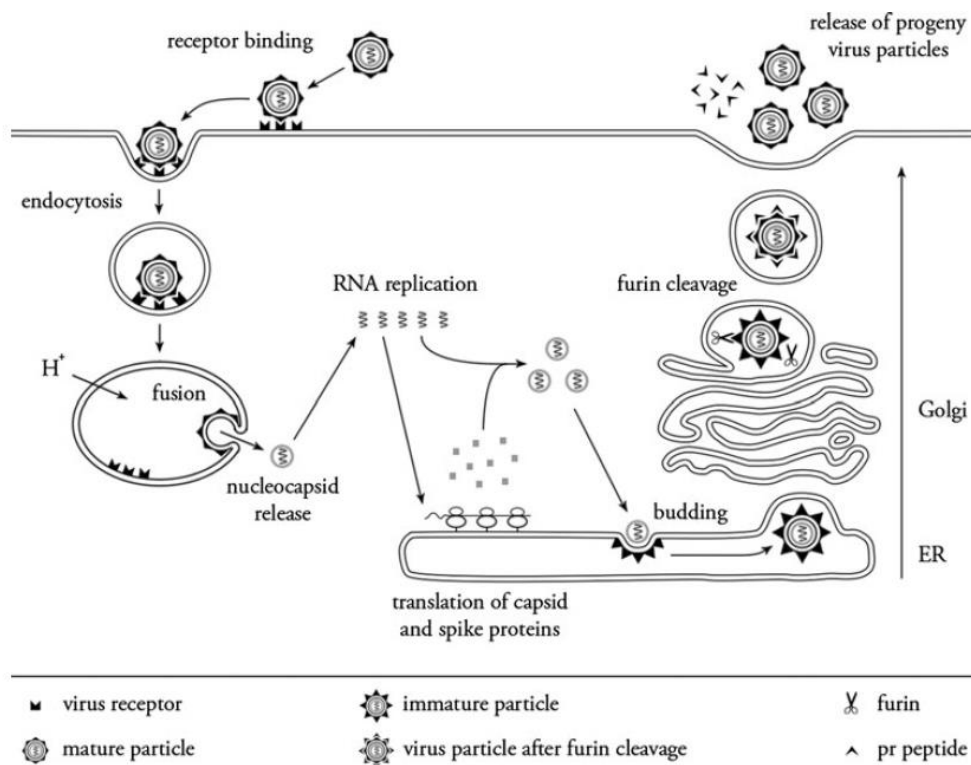 receptor binding
release of progeny
virus particles
endocytosis
RNA replication
furin cleavage
H+
fusion
nucleocapsid
release
Golgi
budding
ER
translation of capsid
and spike proteins
virus receptor
immature particle
furin
mature particle
virus particle after furin cleavage
pr peptide